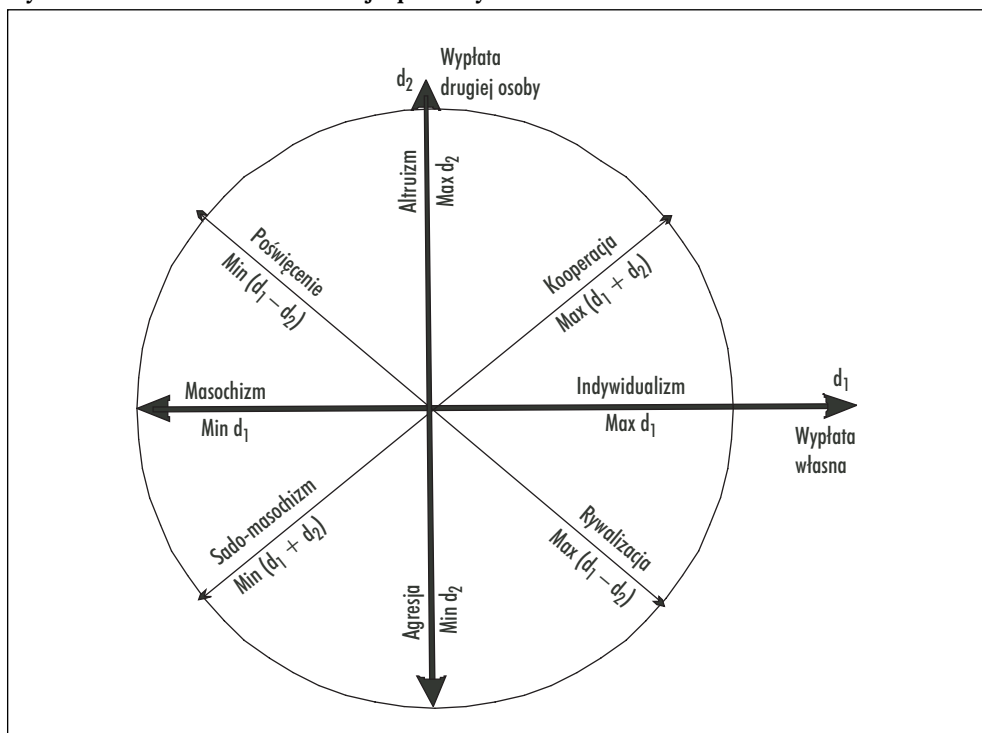 d₂
Wypłata
drugiej osoby
Altruizm
Max d₂
Poświęcenie
Min (d₁ – d₂)
Kooperacja
Max (d₁ + d₂)
Masochizm
Min d₁
Indywidualizm
Max d₁
d₁
Wypłata
własna
Sado-masochizm
Min (d₁ + d₂)
Agresja
Min d₂
Rywalizacja
Max (d₁ – d₂)